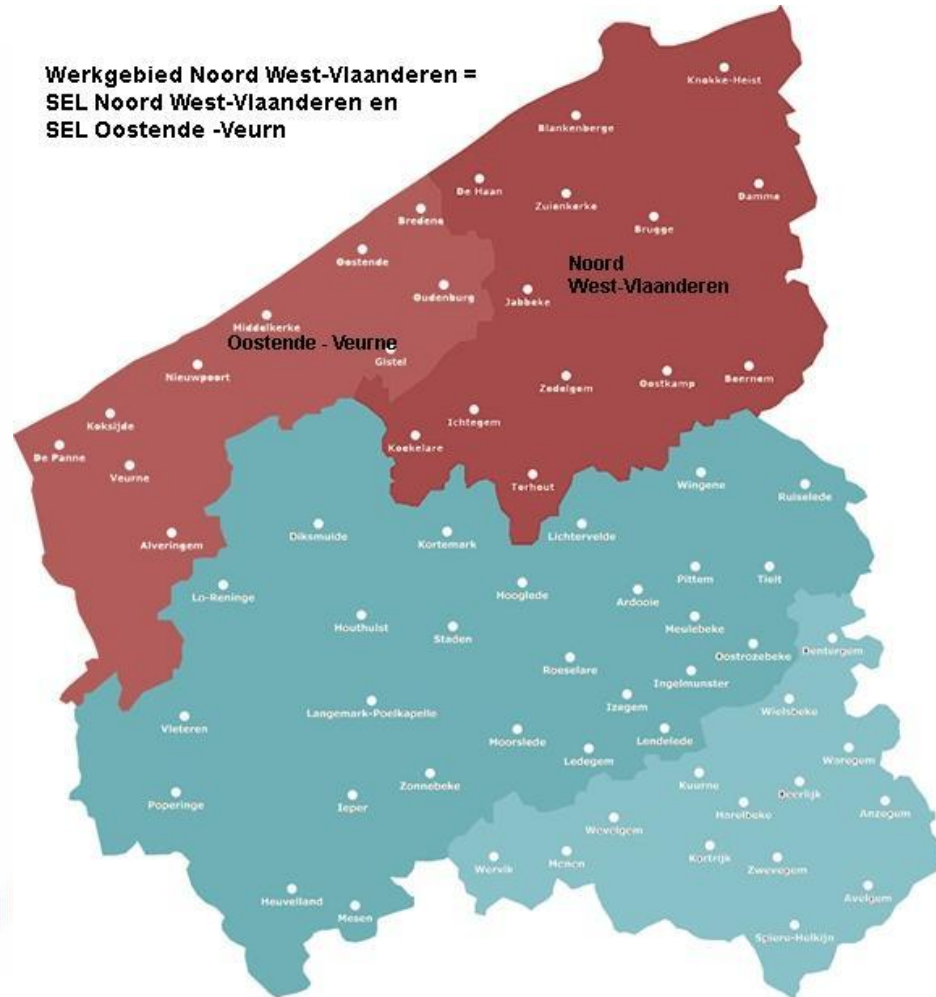 Werkgebied Noord West-Vlaanderen =
SEL Noord West-Vlaanderen en
SEL Oostende -Veurn
Knokke-Heist
Blankenberge
De Haan
Damme
Zuienkerke
Bredene
Brugge
Oostende
Noord
West-Vlaanderen
Oudenburg
Jabbeke
Middelkerke
Oostende - Veurne
Gistel
Nieuwpoort
Zedelgem
Oostkamp
Beernem
Ichtegem
Koksijde
Koekelare
De Panne
Veurne
Torhout
Wingene
Ruiselede
Diksmuide
Kortemark
Lichtervelde
Alveringem
Pittem
Tielt
Lo-Reninge
Hooglede
Ardooie
Houthulst
Staden
Meulebeke
Dentergem
Oostrozebeke
Roeselare
Ingelmunster
Izegem
Wielsbeke
Langemark-Poelkapelle
Vleteren
Moorslede
Lendelede
Ledegem
Waregem
Zonnebeke
Kuurne
Deerlijk
Poperinge
Ieper
Harelbeke
Anzegem
Wevelgem
Kortrijk
Wervik
Menen
Zwevegem
Heuvelland
Avelgem
Mesen
Spiere-Helkijn